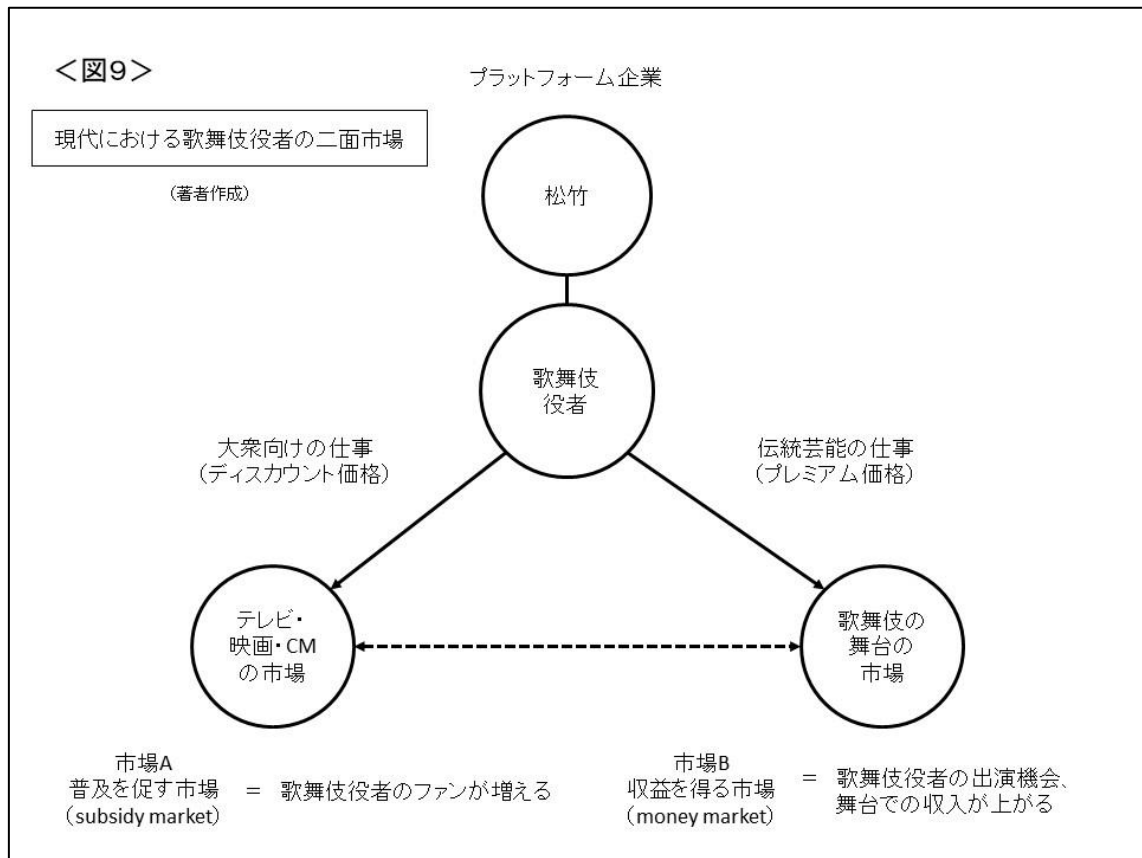 ＜図９＞
プラットフォーム企業
現代における歌舞伎役者の二面市場
（著者作成）
松竹
歌舞伎
役者
大衆向けの仕事
（ディスカウント価格）
伝統芸能の仕事
（プレミアム価格）
テレビ・
映画・CM
の市場
歌舞伎の
舞台の
市場
市場A
普及を促す市場
（subsidy market）
＝ 歌舞伎役者のファンが増える
市場B
収益を得る市場
（money market）
＝ 歌舞伎役者の出演機会、
舞台での収入が上がる